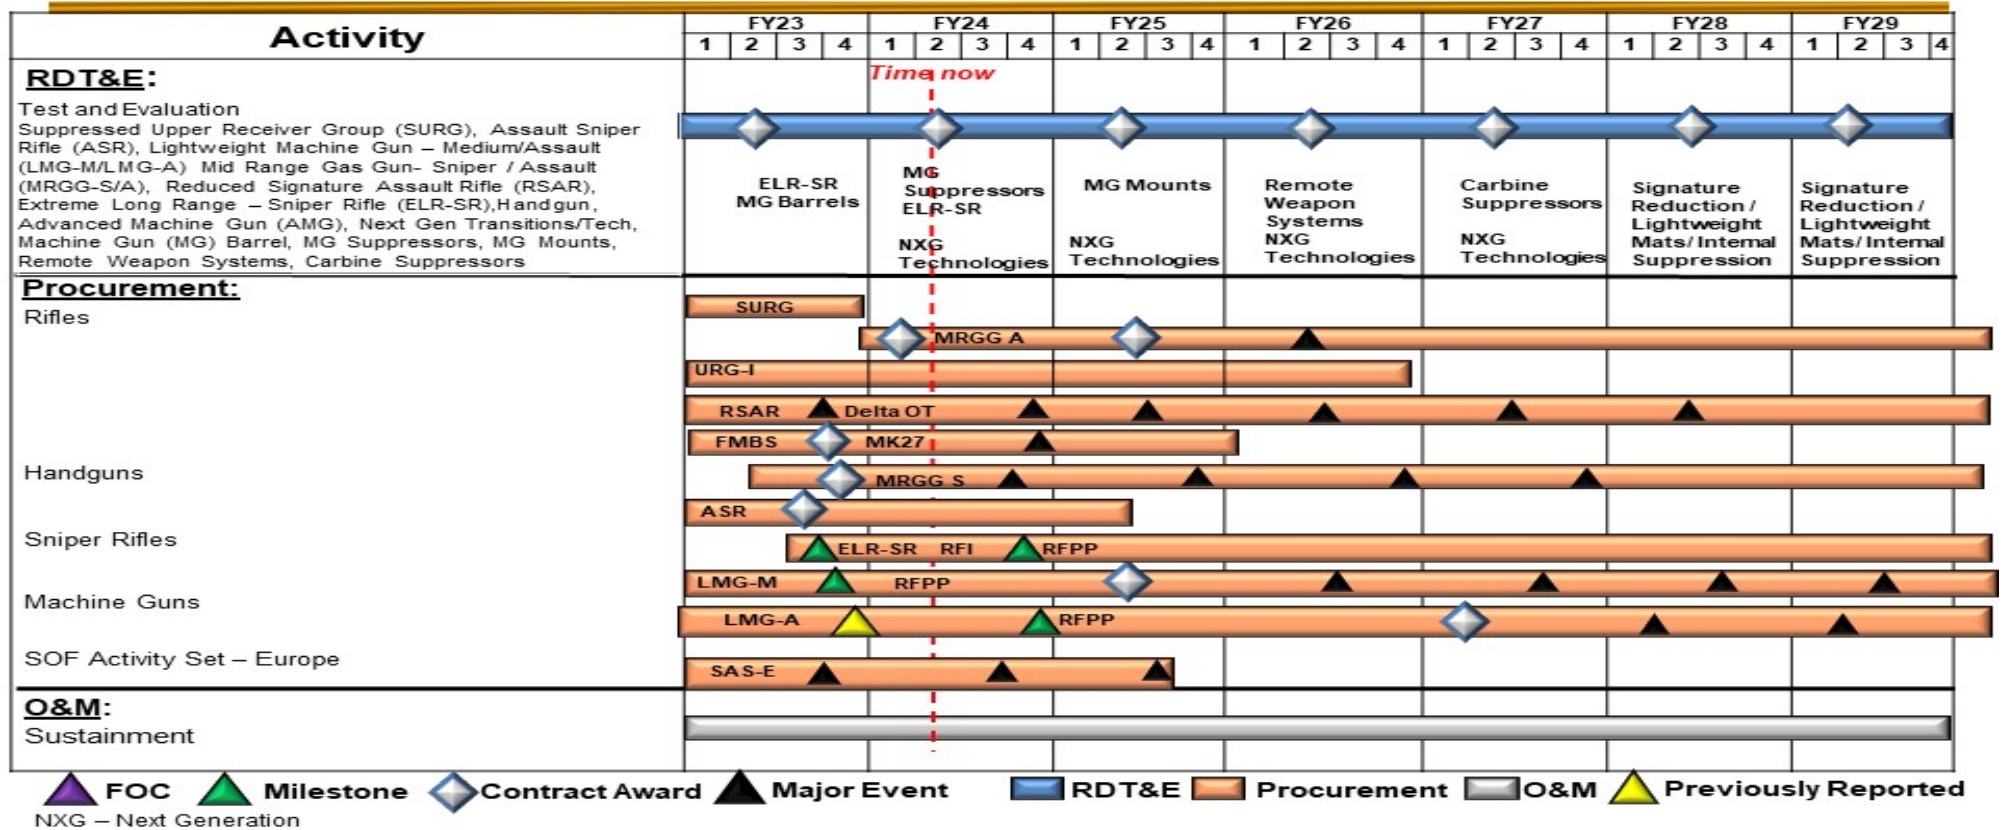 Activity
FY23 FY24 FY25 FY26 FY27 FY28 FY29
1 2 3 4 1 2 3 4 1 2 3 4 1 2 3 4 1 2 3 4 1 2 3 4 1 2 3 4
RDT&E:
Time now
Test and Evaluation
Suppressed Upper Receiver Group (SURG), Assault Sniper
Rifle (ASR), Lightweight Machine Gun – Medium/Assault
(LMG-M/LMG-A) Mid Range Gas Gun- Sniper / Assault
(MRGG-S/A), Reduced Signature Assault Rifle (RSAR),
Extreme Long Range – Sniper Rifle (ELR-SR),Handgun,
Advanced Machine Gun (AMG), Next Gen Transitions/Tech,
Machine Gun (MG) Barrel, MG Suppressors, MG Mounts,
Remote Weapon Systems, Carbine Suppressors
ELR-SR
MG Barrels
MG
Suppressors
ELR-SR
NXG
Technologies
MG Mounts
NXG
Technologies
Remote
Weapon
Systems
NXG
Technologies
Carbine
Suppressors
NXG
Technologies
Signature
Reduction /
Lightweight
Mats/ Internal
Suppression
Signature
Reduction /
Lightweight
Mats/ Internal
Suppression
Procurement:
Rifles
SURG
MRGG A
URG-I
RSAR Delta OT
FMBS MK27
Handguns
MRGG S
ASR
Sniper Rifles
ELR-SR RFI RFPP
LMG-M RFPP
Machine Guns
LMG-A RFPP
SOF Activity Set – Europe
SAS-E
O&M:
Sustainment
FOC Milestone Contract Award Major Event RDT&E Procurement O&M Previously Reported
NXG – Next Generation